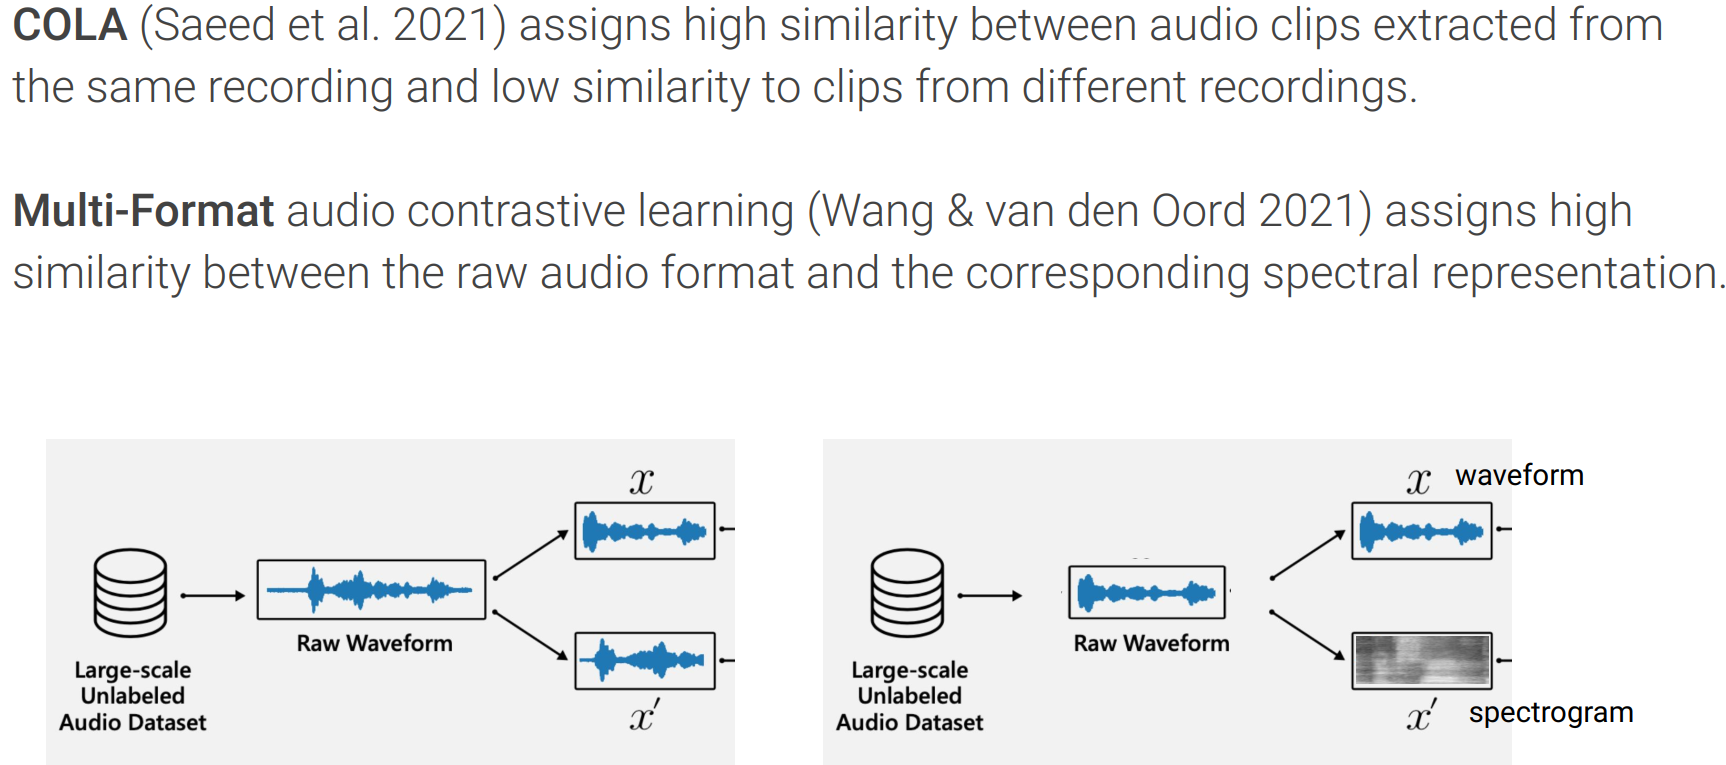 COLA (Saeed et al. 2021) assigns high similarity between audio clips extracted from
the same recording and low similarity to clips from different recordings.
Multi-Format audio contrastive learning (Wang & van den Oord 2021) assigns high
similarity between the raw audio format and the corresponding spectral representation.
x
Raw Waveform
Large-scale
Unlabeled
Audio Dataset
x′
x waveform
Raw Waveform
Large-scale
Unlabeled
Audio Dataset
x′ spectrogram